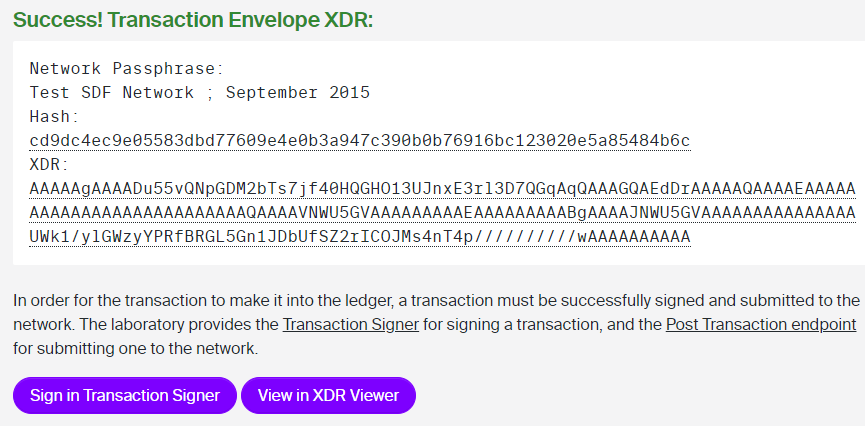 Success! Transaction Envelope XDR:
Network Passphrase:
Test SDF Network ; September 2015
Hash:
cd9dc4ec9e05583dbd77609e4e0b3a947c390b0b76916bc123020e5a85484b6c
XDR:
AAAAAgAAAADu55vQNpGDM2bTs7jf40HQGHO13UJnxE3rl3D7QGqAqQAAAGQAEdDrAAAAAQAAAAEAAAAA
AAAAAAAAAAAAAAAAAAAAAQAAAAVNWU5GVAAAAAAAAAAEAAAAAAAAABgAAAAJNWU5GVAAAAAAAAAAAAAAA
UWk1/ylGWzyYPRfBRGL5Gn1JDbUfSZ2rICOJMs4nT4p//////////wAAAAAAAAAA
In order for the transaction to make it into the ledger, a transaction must be successfully signed and submitted to the
network. The laboratory provides the Transaction Signer for signing a transaction, and the Post Transaction endpoint
for submitting one to the network.
Sign in Transaction Signer View in XDR Viewer